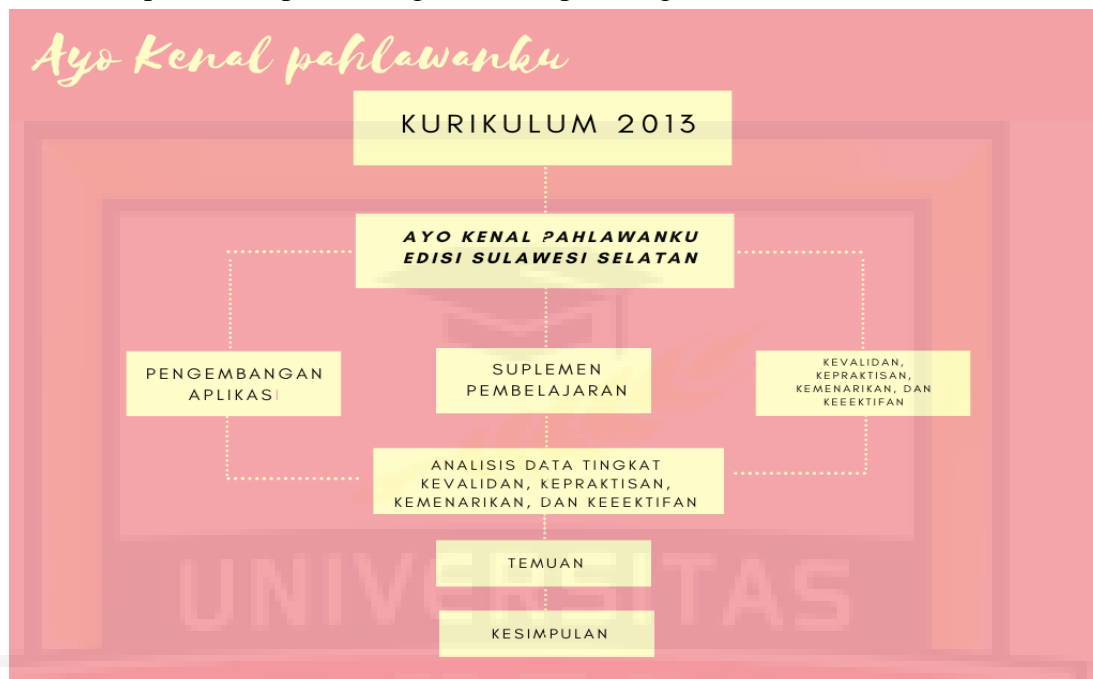 Ayo Kenal pahlawanku
KURIKULUM 2013
AYO KENAL PAHLAWANKU
EDISI SULAWESI SELATAN
PENGEMBANGAN
APLIKASI
SUPLEMEN
PEMBELAJARAN
KEVALIDAN,
KEPRAKTISAN,
KEMENARIKAN, DAN
KEEEKTIFAN
ANALISIS DATA TINGKAT
KEVALIDAN, KEPRAKTISAN,
KEMENARIKAN, DAN KEEEKTIFAN
TEMUAN
UNIVERSITAS
KESIMPULAN